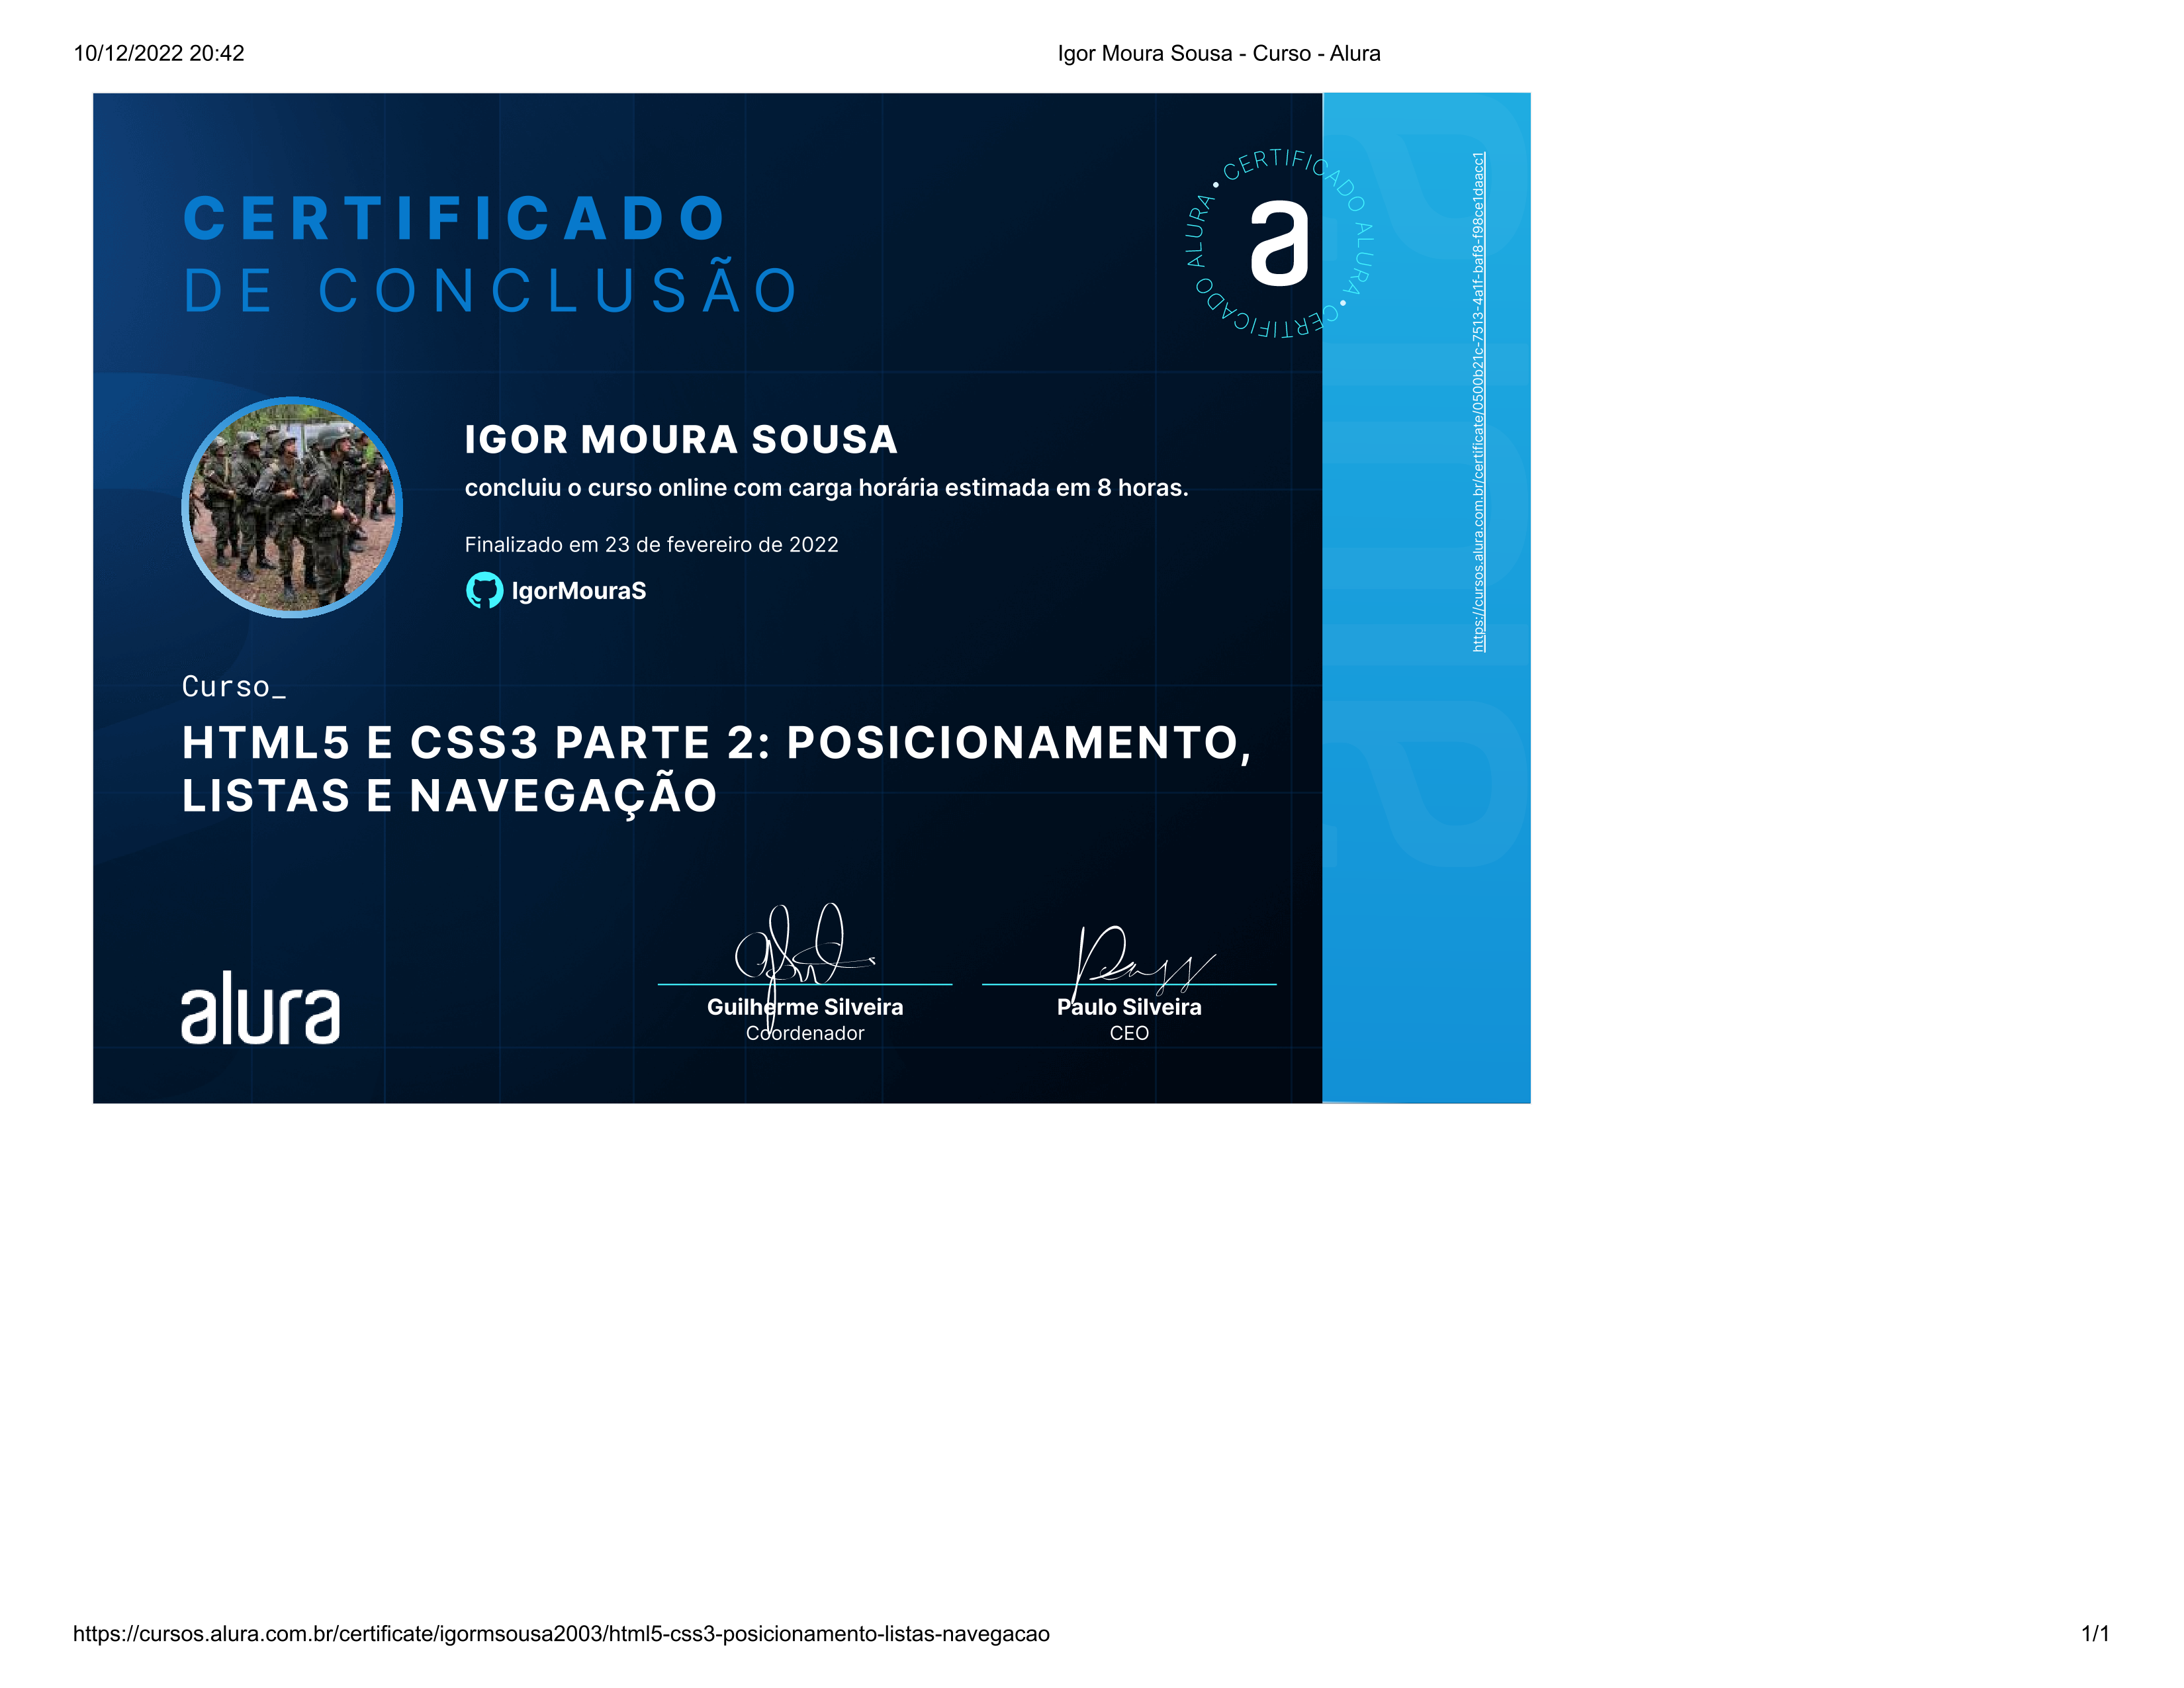 10/12/2022 20:42
Igor Moura Sousa - Curso - Alura
CERTIFICADO
DE CONCLUSÃO
CERTIFICADO ALURA • CERTIFICADO ALURA •
a
https://cursos.alura.com.br/certificate/0500b21c-7513-4a1f-baf8-f98ce1daacc1
IGOR MOURA SOUSA
concluiu o curso online com carga horária estimada em 8 horas.
Finalizado em 23 de fevereiro de 2022
IgorMouraS
Curso_
HTML5 E CSS3 PARTE 2: POSICIONAMENTO,
LISTAS E NAVEGAÇÃO
alura
Guilherme Silveira
Coordenador
Paulo Silveira
CEO
https://cursos.alura.com.br/certificate/igormsousa2003/html5-css3-posicionamento-listas-navegacao
1/1